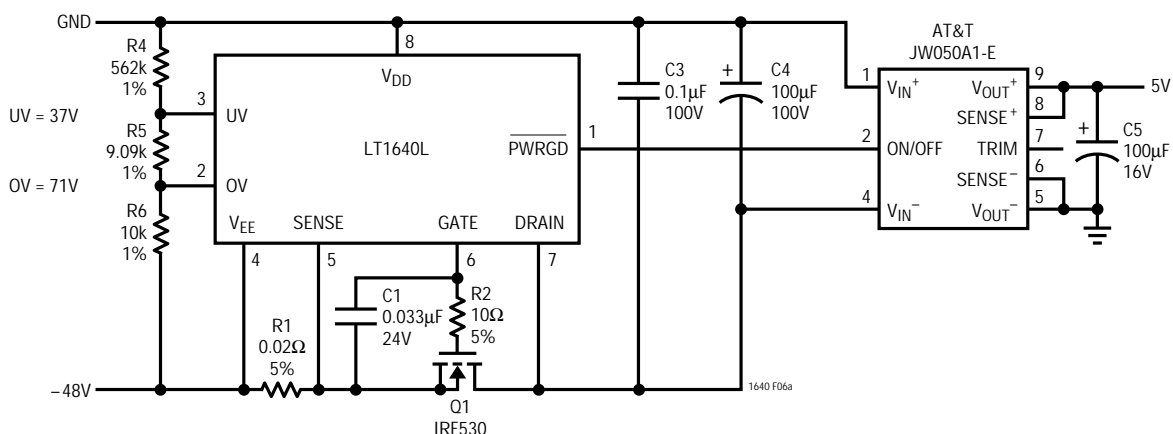 GND
R4
562k
1%
UV = 37V
R5
9.09k
1%
OV = 71V
R6
10k
1%
−48V
3
2
8
VDD
UV
LT1640L
PWRGD
1
OV
VEE
SENSE
GATE
DRAIN
4
5
6
7
C1
0.033µF
24V
R2
10Ω
5%
R1
0.02Ω
5%
Q1
IRF530
C3
0.1µF
100V
+
C4
100µF
100V
1640 F06a
AT&T
JW050A1-E
1
VIN+
VOUT+
9
SENSE+
8
2
ON/OFF
TRIM
7
SENSE−
6
4
VIN−
VOUT−
5
5V
+
C5
100µF
16V